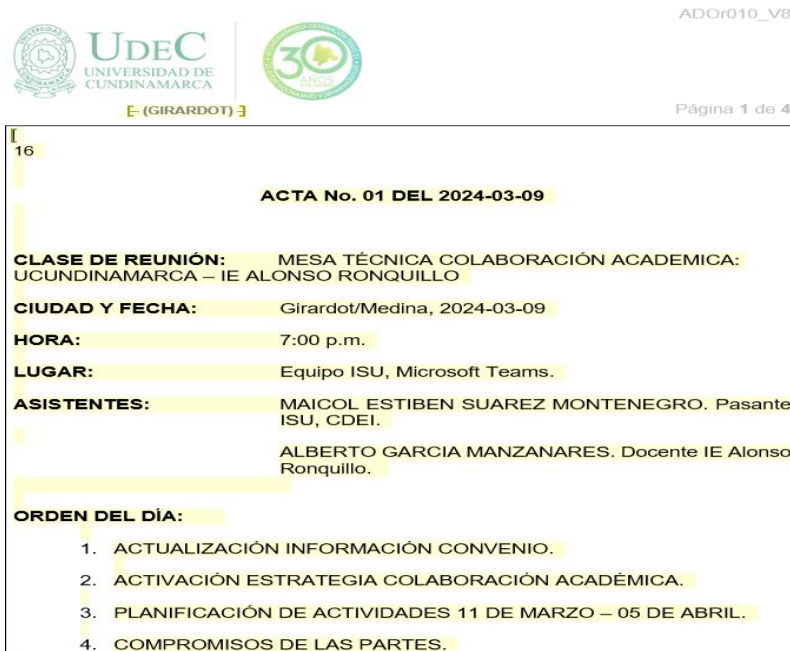 ADOr010_V8
UDEC
UNIVERSIDAD DE
CUNDINAMARCA
30
AÑOS
[- (GIRARDOT) -]
Página 1 de 4
[
16
ACTA No. 01 DEL 2024-03-09
CLASE DE REUNIÓN: MESA TÉCNICA COLABORACIÓN ACADEMICA:
UCUNDINAMARCA – IE ALONSO RONQUILLO
CIUDAD Y FECHA: Girardot/Medina, 2024-03-09
HORA: 7:00 p.m.
LUGAR: Equipo ISU, Microsoft Teams.
ASISTENTES: MAICOL ESTIBEN SUAREZ MONTENEGRO. Pasante
ISU, CDEI.
ALBERTO GARCIA MANZANARES. Docente IE Alonso
Ronquillo.
ORDEN DEL DÍA:
1. ACTUALIZACIÓN INFORMACIÓN CONVENIO.
2. ACTIVACIÓN ESTRATEGIA COLABORACIÓN ACADÉMICA.
3. PLANIFICACIÓN DE ACTIVIDADES 11 DE MARZO – 05 DE ABRIL.
4. COMPROMISOS DE LAS PARTES.